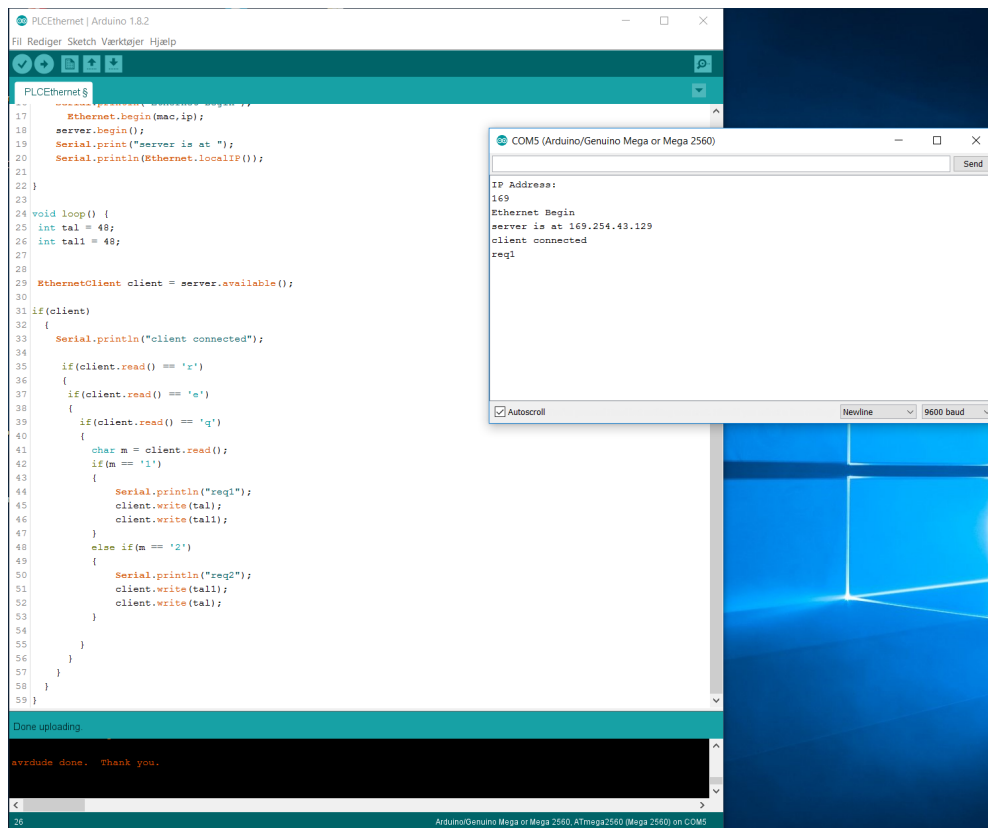 PLCEthernet | Arduino 1.8.2
Fil Rediger Sketch Værktøjer Hjælp
PLCEthernet §
17 Ethernet.begin(mac,ip);
18 server.begin();
19 Serial.print("server is at ");
20 Serial.println(Ethernet.localIP());
21
22 }
23
24 void loop() {
25 int tal = 48;
26 int tal1 = 48;
27
28
29 EthernetClient client = server.available();
30
31 if(client)
32 {
33 Serial.println("client connected");
34
35 if(client.read() == 'r')
36 {
37 if(client.read() == 'e')
38 {
39 if(client.read() == 'q')
40 {
41 char m = client.read();
42 if(m == '1')
43 {
44 Serial.println("req1");
45 client.write(tal);
46 client.write(tal1);
47 }
48 else if(m == '2')
49 {
50 Serial.println("req2");
51 client.write(tal1);
52 client.write(tal);
53 }
54
55 }
56 }
57 }
58 }
59 }
Done uploading.
avrdude done. Thank you.
26 Arduino/Genuino Mega or Mega 2560, ATmega2560 (Mega 2560) on COM5
COM5 (Arduino/Genuino Mega or Mega 2560)
Send
IP Address:
169
Ethernet Begin
server is at 169.254.43.129
client connected
req1
Autoscroll Newline 9600 baud